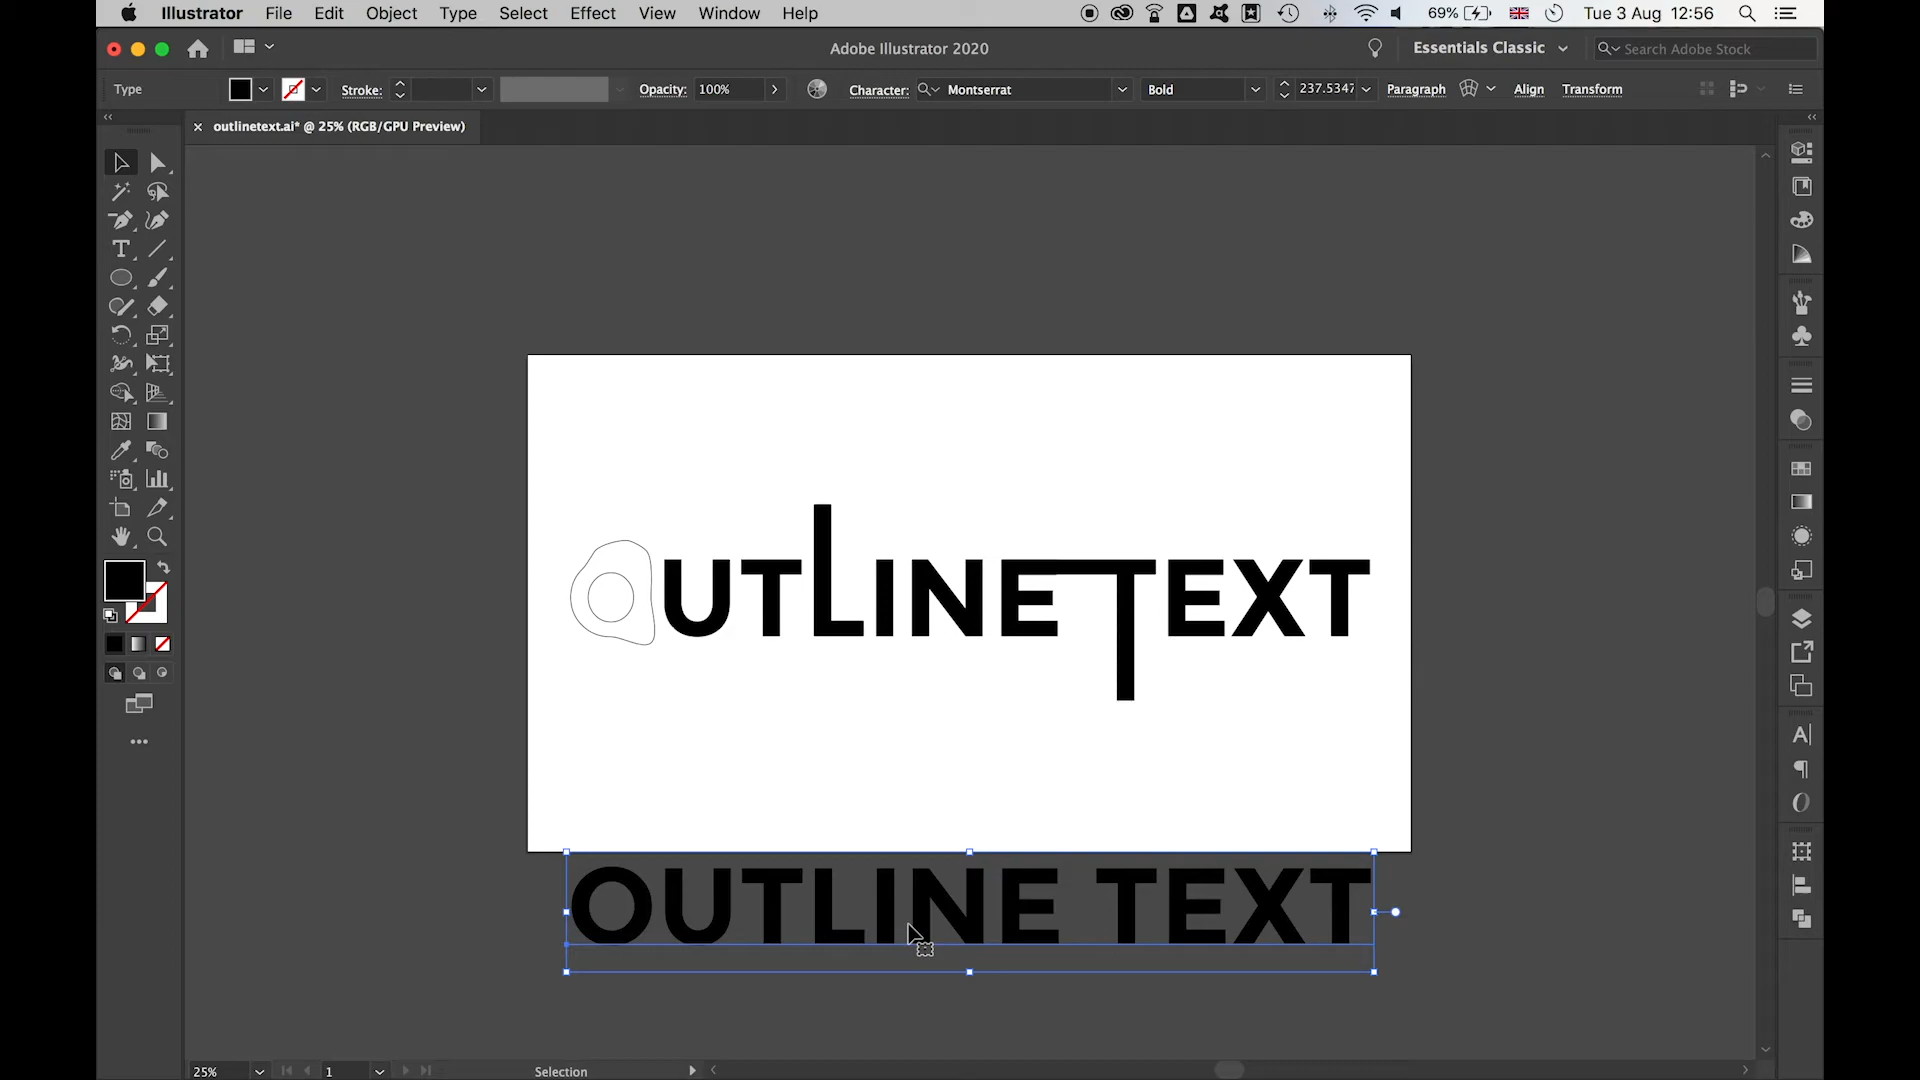 Illustrator File Edit Object Type Select Effect View Window Help 69% Tue 3 Aug 12:56
Adobe Illustrator 2020 Essentials Classic Search Adobe Stock
Type Stroke: Opacity: 100% Character: Montserrat Bold 237.5347 Paragraph Align Transform
outlinetext.ai* @ 25% (RGB/GPU Preview)
OUTLINETEXT
OUTLINE TEXT
25% 1 Selection